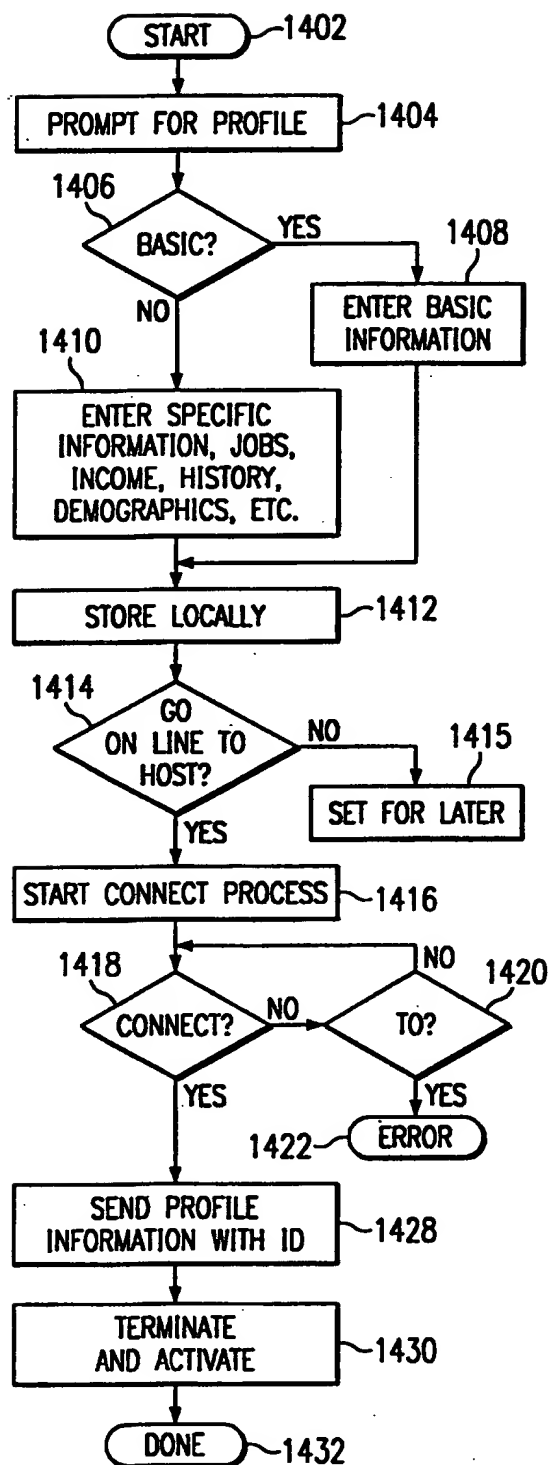 START
1402
PROMPT FOR PROFILE
1404
1406
BASIC?
YES
NO
1408
ENTER BASIC
INFORMATION
1410
ENTER SPECIFIC
INFORMATION, JOBS,
INCOME, HISTORY,
DEMOGRAPHICS, ETC.
STORE LOCALLY
1412
1414
GO
ON LINE TO
HOST?
NO
YES
1415
SET FOR LATER
START CONNECT PROCESS
1416
1418
CONNECT?
NO
YES
NO
1420
TO?
YES
1422
ERROR
SEND PROFILE
INFORMATION WITH ID
1428
TERMINATE
AND ACTIVATE
1430
DONE
1432